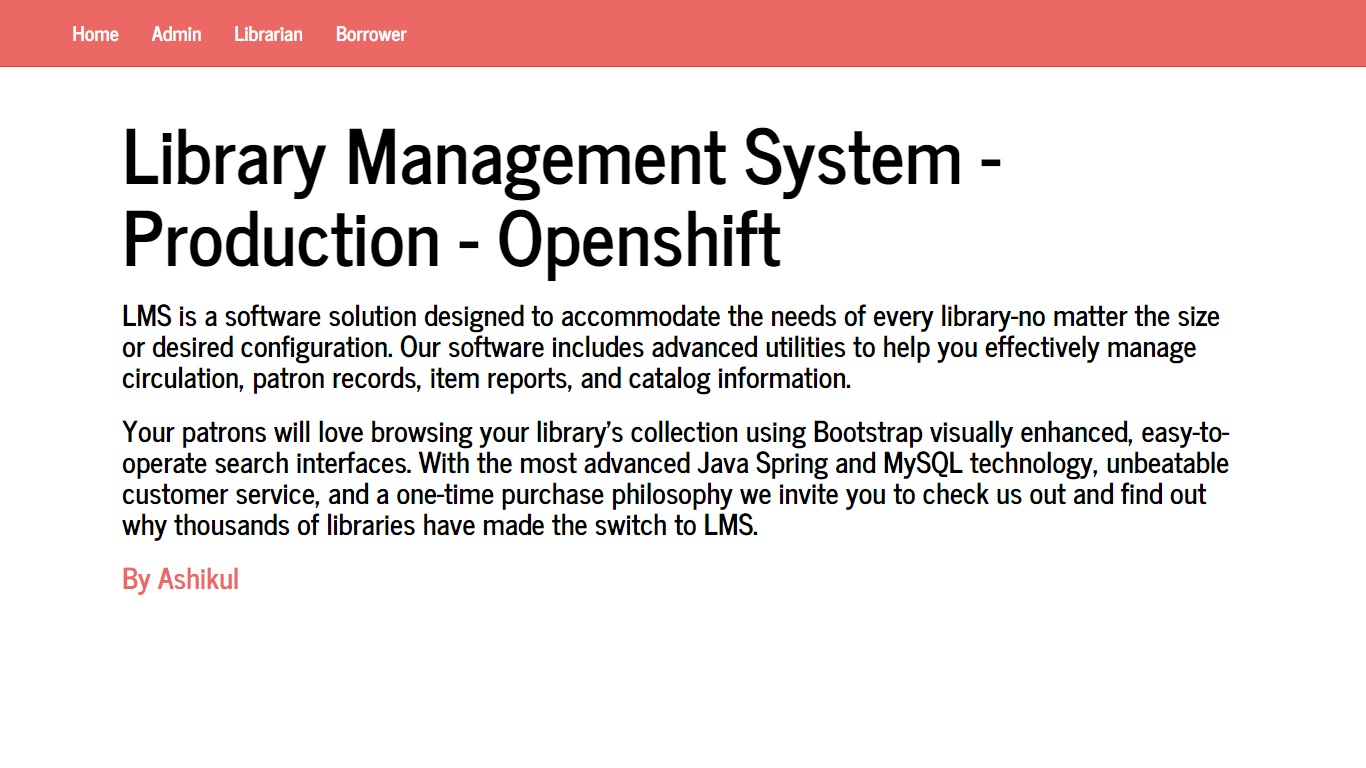 Home Admin Librarian Borrower
Library Management System -
Production - Openshift
LMS is a software solution designed to accommodate the needs of every library-no matter the size
or desired configuration. Our software includes advanced utilities to help you effectively manage
circulation, patron records, item reports, and catalog information.
Your patrons will love browsing your library's collection using Bootstrap visually enhanced, easy-to-
operate search interfaces. With the most advanced Java Spring and MySQL technology, unbeatable
customer service, and a one-time purchase philosophy we invite you to check us out and find out
why thousands of libraries have made the switch to LMS.
By Ashikul